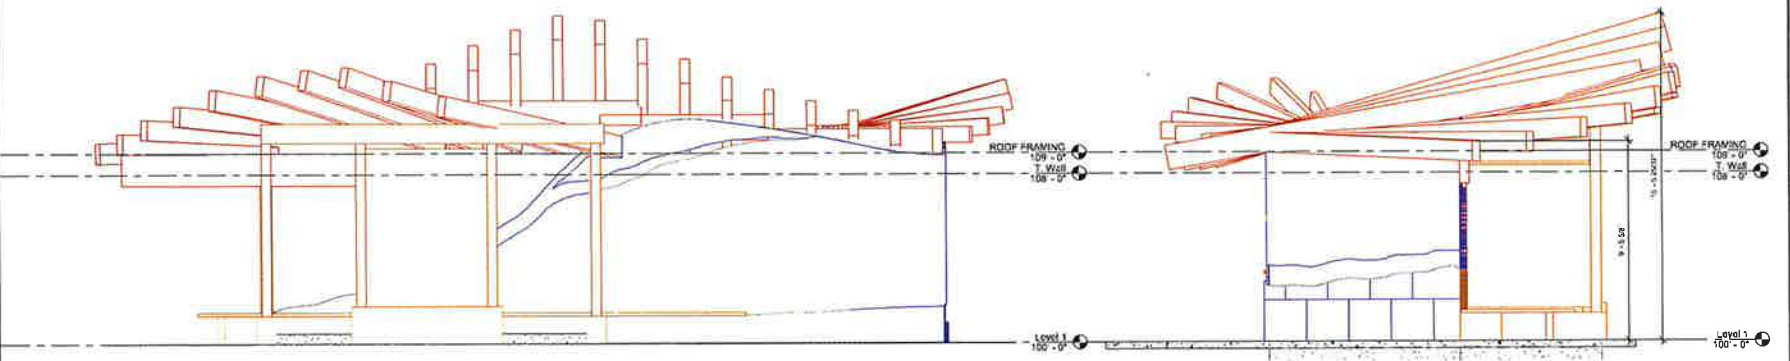 ROOF FRAMING
109' - 0"
T. Wall
108' - 0"
Level 1
100' - 0"
ROOF FRAMING
109' - 0"
T. Wall
108' - 0"
Level 1
100' - 0"